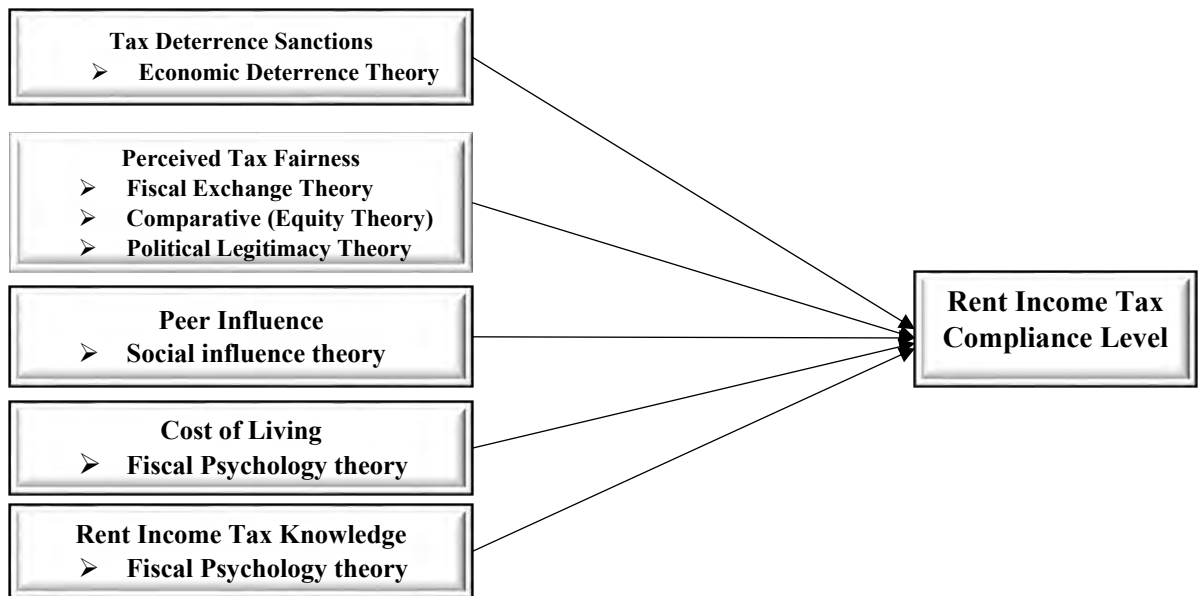 Tax Deterrence Sanctions
➢ Economic Deterrence Theory
Perceived Tax Fairness
➢ Fiscal Exchange Theory
➢ Comparative (Equity Theory)
➢ Political Legitimacy Theory
Peer Influence
➢ Social influence theory
Cost of Living
➢ Fiscal Psychology theory
Rent Income Tax Knowledge
➢ Fiscal Psychology theory
Rent Income Tax
Compliance Level